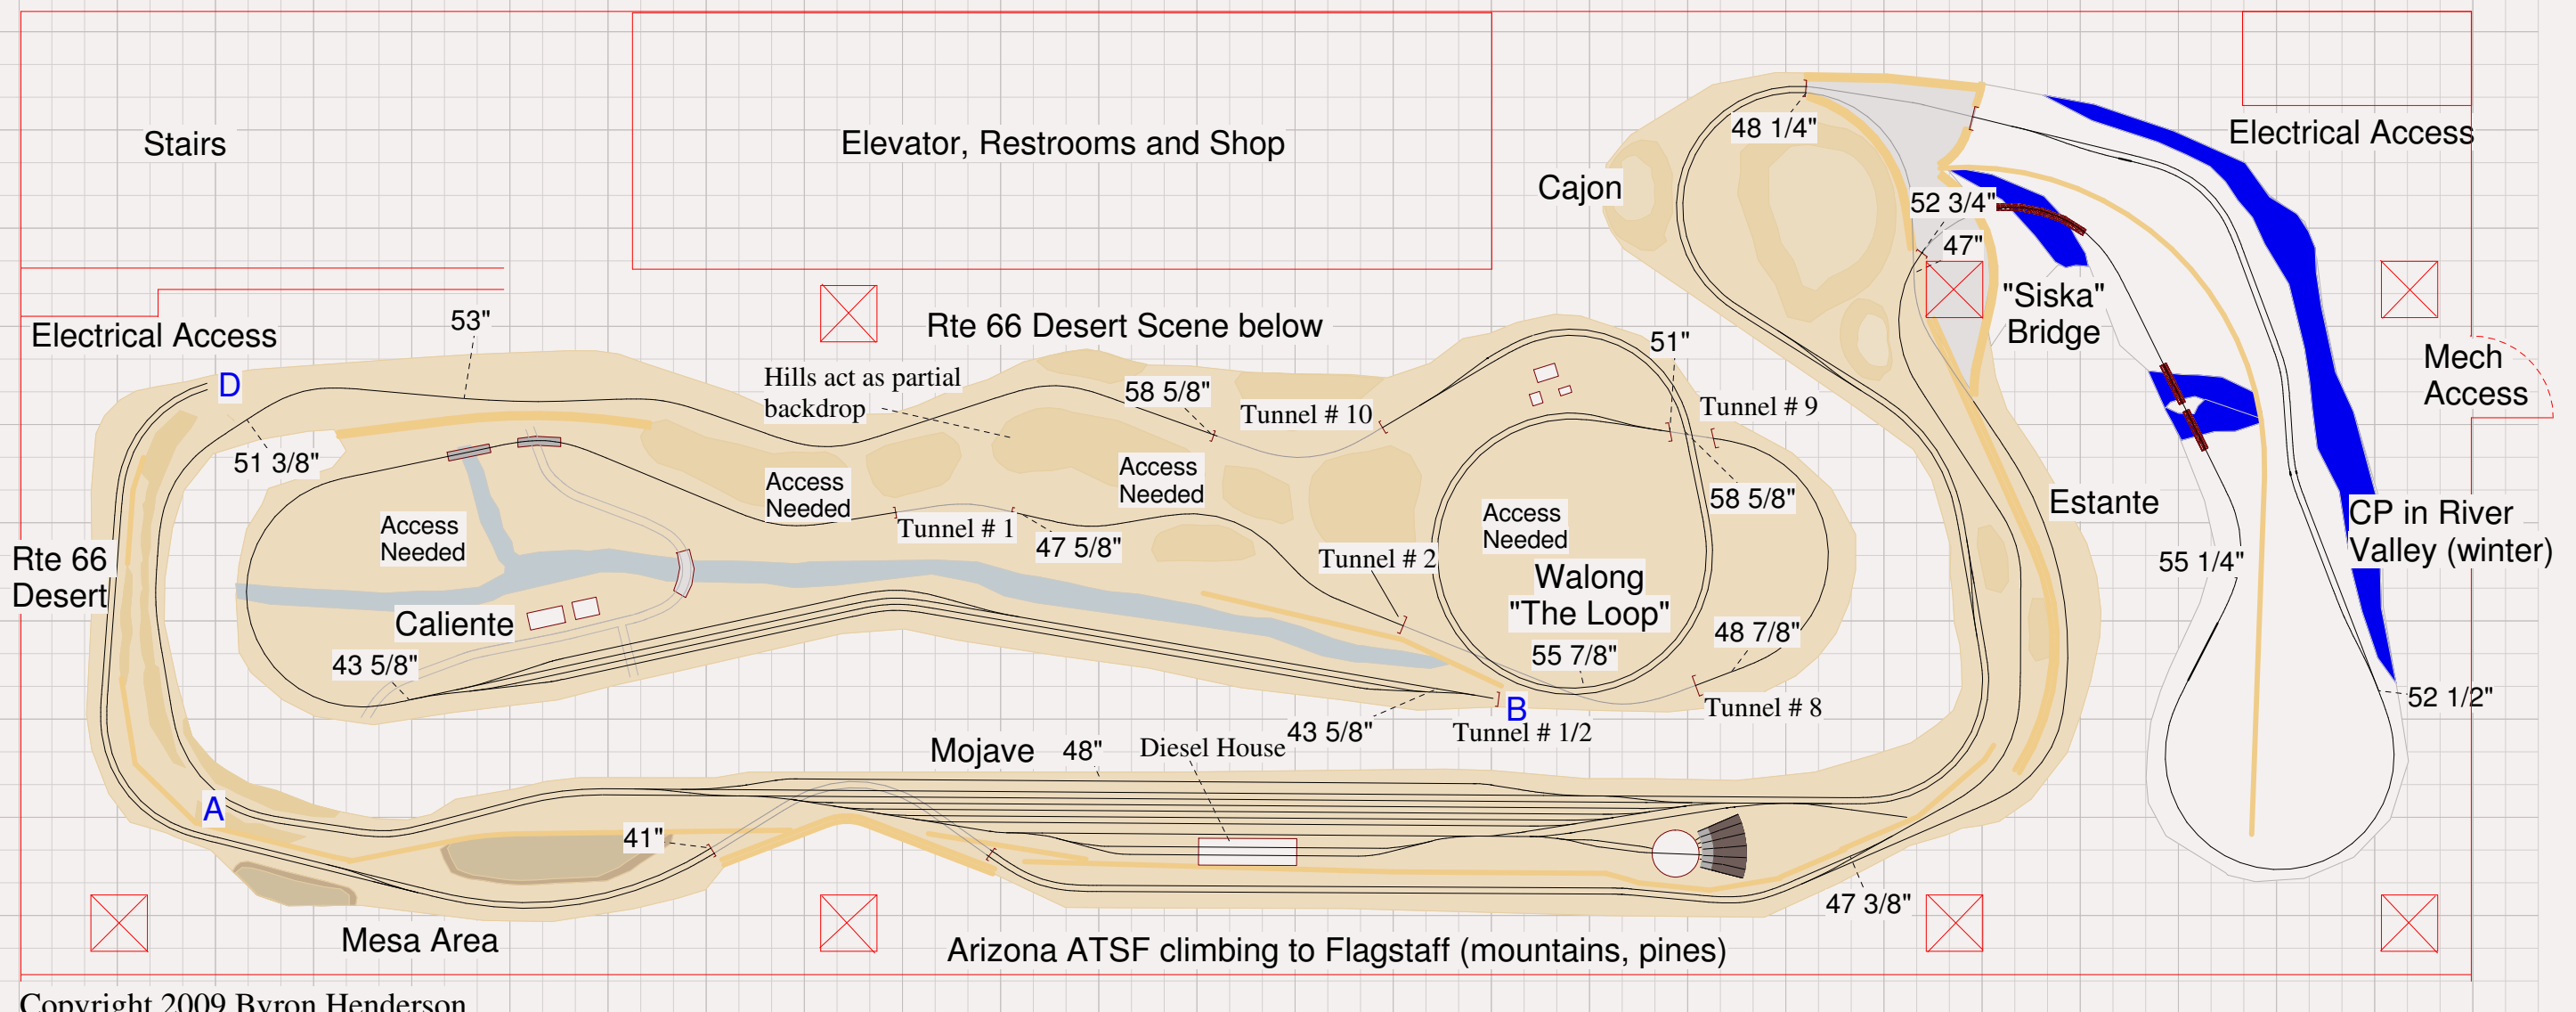 Stairs
Elevator, Restrooms and Shop
48 1/4"
Electrical Access
Cajon
52 3/4"
47"
"Siska"
Bridge
Electrical Access
53"
Rte 66 Desert Scene below
51"
Mech
Access
D
Hills act as partial
backdrop
58 5/8"
Tunnel # 10
Tunnel # 9
51 3/8"
Access
Needed
Access
Needed
58 5/8"
Estante
Access
Needed
Tunnel # 1
47 5/8"
Access
Needed
CP in River
Valley (winter)
Rte 66
Desert
Tunnel # 2
Walong
"The Loop"
55 1/4"
Caliente
43 5/8"
55 7/8"
48 7/8"
52 1/2"
B
Tunnel # 8
43 5/8"
Tunnel # 1/2
Mojave
48"
Diesel House
A
41"
47 3/8"
Mesa Area
Arizona ATSF climbing to Flagstaff (mountains, pines)
Copyright 2009 Byron Henderson